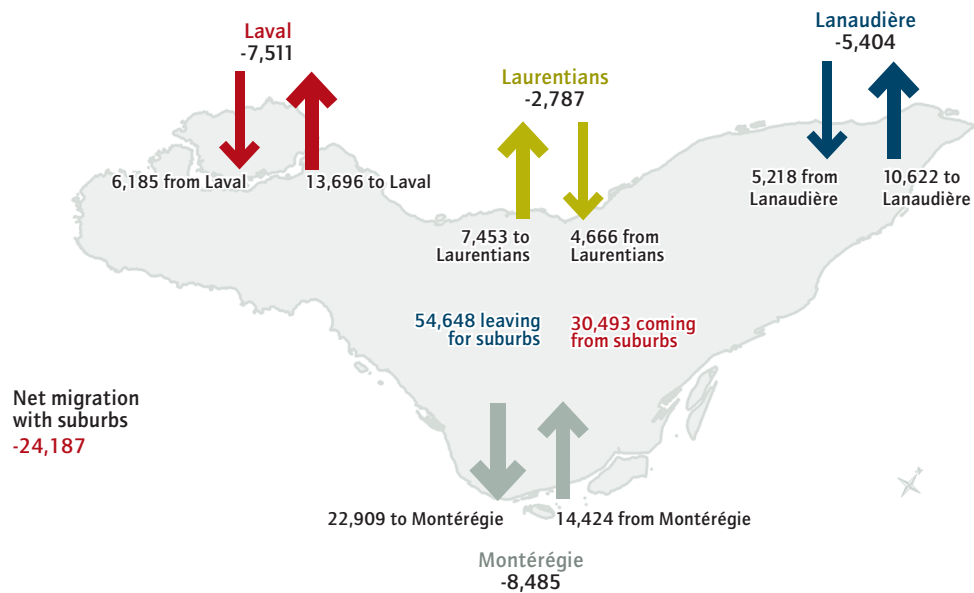 Laval
-7,511
Laurentians
-2,787
Lanaudière
-5,404
6,185 from Laval
13,696 to Laval
7,453 to
Laurentians
4,666 from
Laurentians
5,218 from
Lanaudière
10,622 to
Lanaudière
54,648 leaving
for suburbs
30,493 coming
from suburbs
Net migration
with suburbs
-24,187
22,909 to Montérégie
14,424 from Montérégie
Montérégie
-8,485